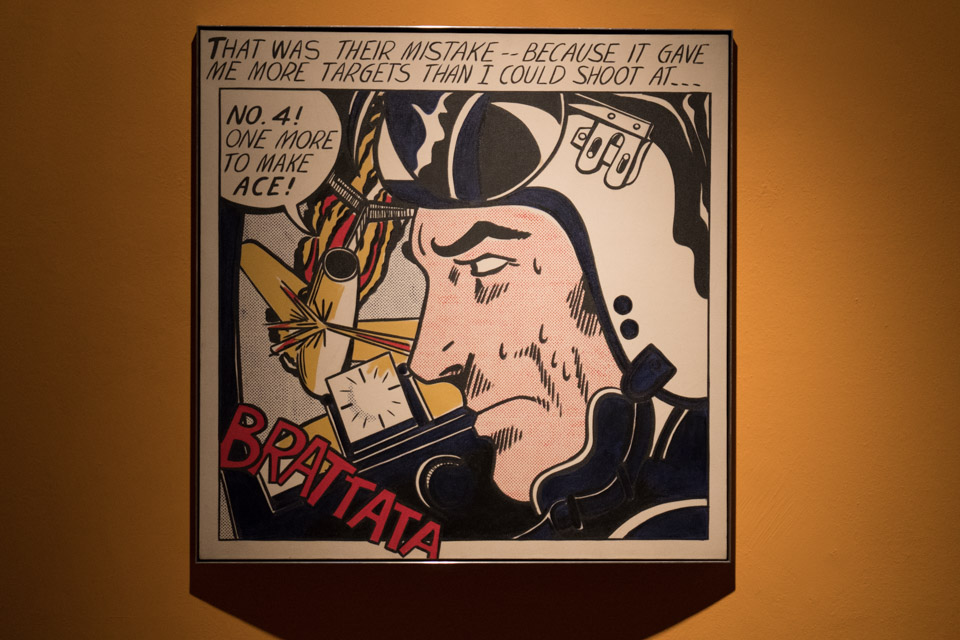 THAT WAS THEIR MISTAKE -- BECAUSE IT GAVE
ME MORE TARGETS THAN I COULD SHOOT AT...
NO. 4!
ONE MORE
TO MAKE
ACE!
BRATTATA